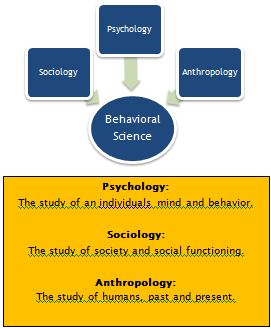 Psychology
Sociology
Anthropology
Behavioral
Science
Psychology:
The study of an individuals mind and behavior.
Sociology:
The study of society and social functioning.
Anthropology:
The study of humans, past and present.